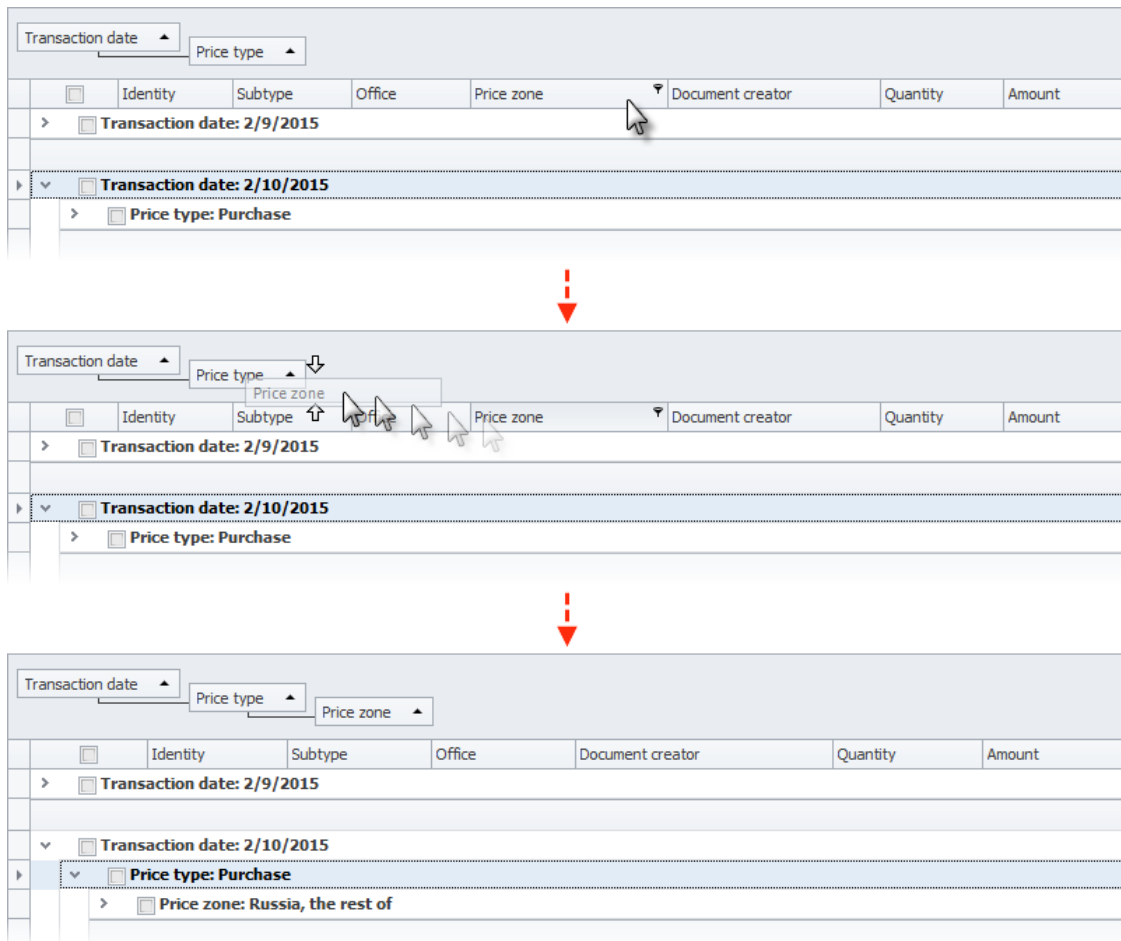 Transaction date
Price type
Identity Subtype Office Price zone Document creator Quantity Amount
Transaction date: 2/9/2015
Transaction date: 2/10/2015
Price type: Purchase
Transaction date
Price type
Price zone
Identity Subtype Office Price zone Document creator Quantity Amount
Transaction date: 2/9/2015
Transaction date: 2/10/2015
Price type: Purchase
Transaction date
Price type
Price zone
Identity Subtype Office Document creator Quantity Amount
Transaction date: 2/9/2015
Transaction date: 2/10/2015
Price type: Purchase
Price zone: Russia, the rest of